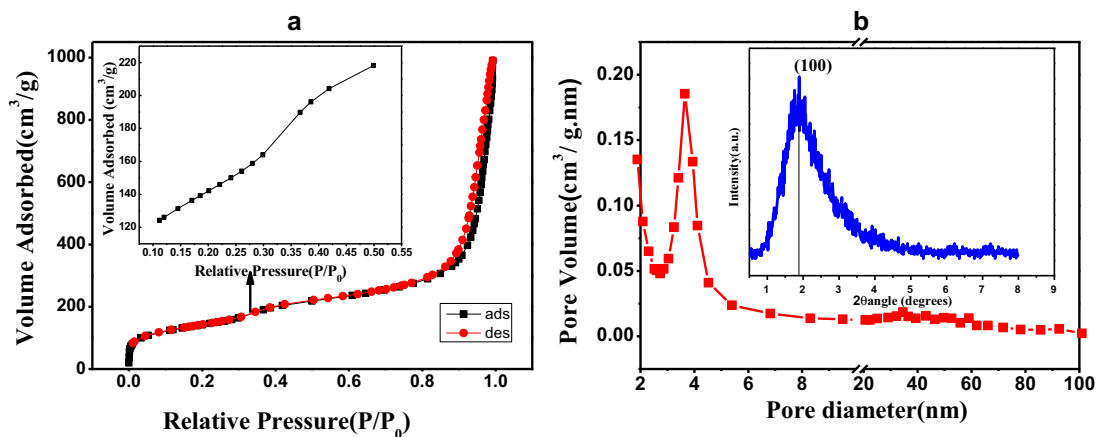 a
Volume Adsorbed(cm³/g)
1000
800
600
400
200
0
0.0 0.2 0.4 0.6 0.8 1.0
Relative Pressure(P/P₀)
Volume Adsorbed (cm³/g)
220
200
180
160
140
120
0.10 0.15 0.20 0.25 0.30 0.35 0.40 0.45 0.50 0.55
Relative Pressure(P/P₀)
ads
des
b
Pore Volume(cm³/ g.nm)
0.20
0.15
0.10
0.05
0.00
2 4 6 8 10 20 40 60 80 100
Pore diameter(nm)
(100)
Intensity(a.u.)
1 2 3 4 5 6 7 8 9
2θangle (degrees)